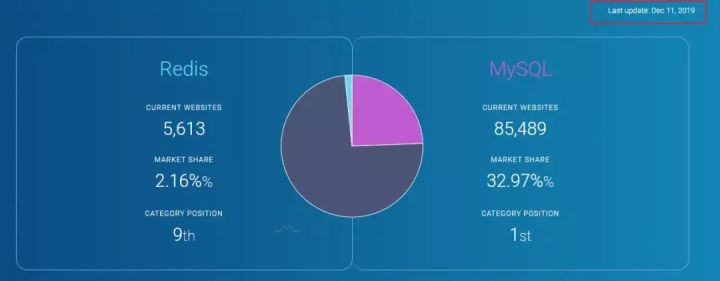 Last update: Dec 11, 2019
Redis
CURRENT WEBSITES
5,613
MARKET SHARE
2.16%%
CATEGORY POSITION
9th
MySQL
CURRENT WEBSITES
85,489
MARKET SHARE
32.97%%
CATEGORY POSITION
1st